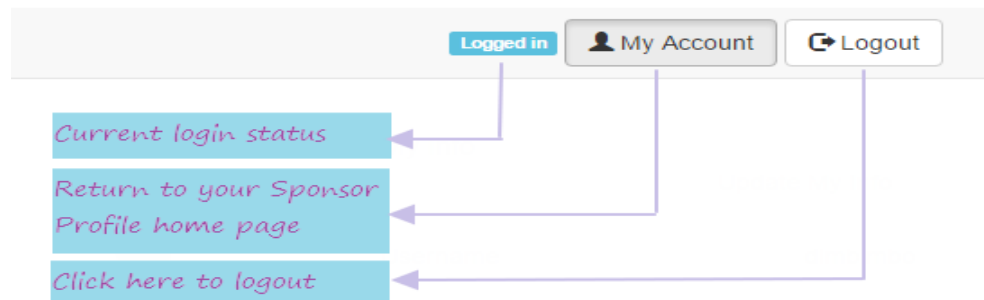 Logged in My Account Logout
Current login status
Return to your Sponsor
Profile home page
Click here to logout